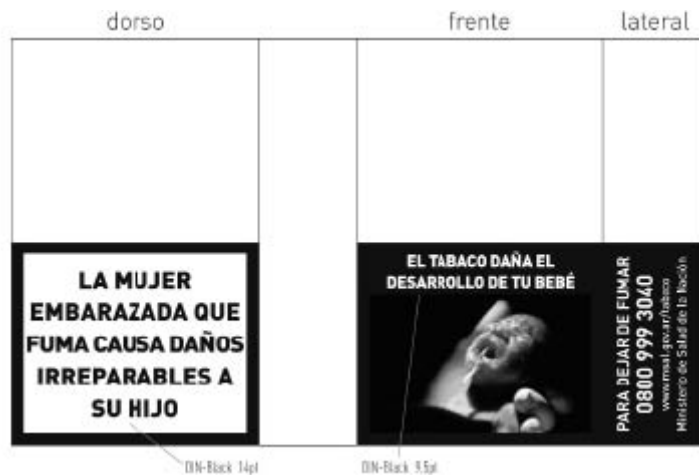 dorso
frente
lateral
LA MUJER
EMBARAZADA QUE
FUMA CAUSA DAÑOS
IRREPARABLES A
SU HIJO
EL TABACO DAÑA EL
DESARROLLO DE TU BEBÉ
PARA DEJAR DE FUMAR
0800 999 3040
www.msal.gov.ar/tabaco
Ministerio de Salud de la Nación
DIN-Black 14pt
DIN-Black 9.5pt